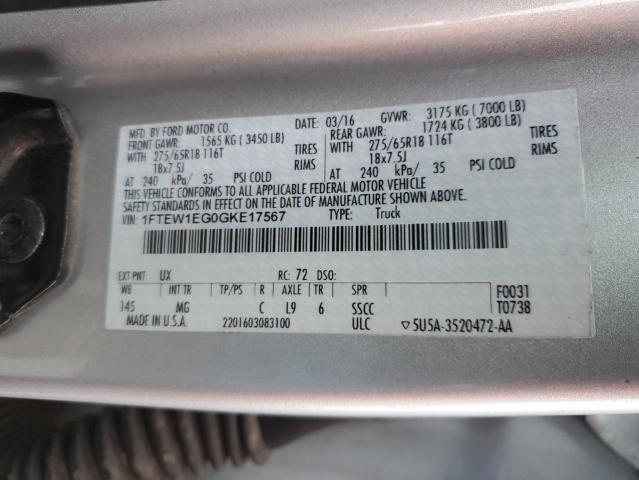 MFD. BY FORD MOTOR CO. DATE: 03/16 GVWR: 3175 KG ( 7000 LB)
FRONT GAWR: 1565 KG ( 3450 LB) REAR GAWR: 1724 KG ( 3800 LB)
WITH 275/65R18 116T TIRES WITH 275/65R18 116T TIRES
18x7.5J RIMS 18x7.5J RIMS
AT 240 kPa/ 35 PSI COLD AT 240 kPa/ 35 PSI COLD
THIS VEHICLE CONFORMS TO ALL APPLICABLE FEDERAL MOTOR VEHICLE
SAFETY STANDARDS IN EFFECT ON THE DATE OF MANUFACTURE SHOWN ABOVE.
VIN: 1FTEW1EG0GKE17567 TYPE: Truck
EXT PNT: UX RC: 72 DSO:
WB INT TR TP/PS R AXLE TR SPR F0031
145 MG C L9 6 SSCC T0738
MADE IN U.S.A. 2201603083100 ULC ▽5U5A-3520472-AA